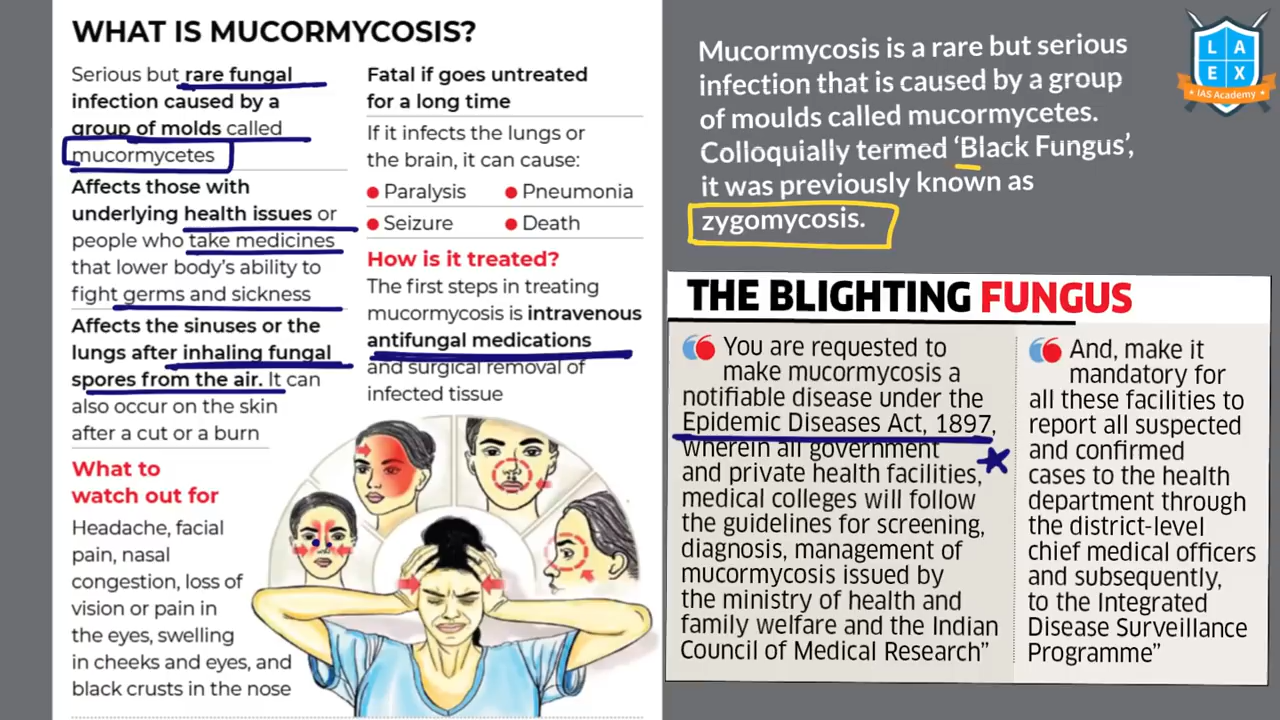 WHAT IS MUCORMYCOSIS?
Serious but rare fungal
infection caused by a
group of molds called
mucormycetes
Affects those with
underlying health issues or
people who take medicines
that lower body's ability to
fight germs and sickness
Affects the sinuses or the
lungs after inhaling fungal
spores from the air. It can
also occur on the skin
after a cut or a burn
What to
watch out for
Headache, facial
pain, nasal
congestion, loss of
vision or pain in
the eyes, swelling
in cheeks and eyes, and
black crusts in the nose
Fatal if goes untreated
for a long time
If it infects the lungs or
the brain, it can cause:
Paralysis
Pneumonia
Seizure
Death
How is it treated?
The first steps in treating
mucormycosis is intravenous
antifungal medications
and surgical removal of
infected tissue
Mucormycosis is a rare but serious
infection that is caused by a group
of moulds called mucormycetes.
Colloquially termed ‘Black Fungus’,
it was previously known as
zygomycosis.
L A
E X
IAS Academy
THE BLIGHTING FUNGUS
“You are requested to
make mucormycosis a
notifiable disease under the
Epidemic Diseases Act, 1897,
wherein all government
and private health facilities,
medical colleges will follow
the guidelines for screening,
diagnosis, management of
mucormycosis issued by
the ministry of health and
family welfare and the Indian
Council of Medical Research”
“And, make it
mandatory for
all these facilities to
report all suspected
and confirmed
cases to the health
department through
the district-level
chief medical officers
and subsequently,
to the Integrated
Disease Surveillance
Programme”